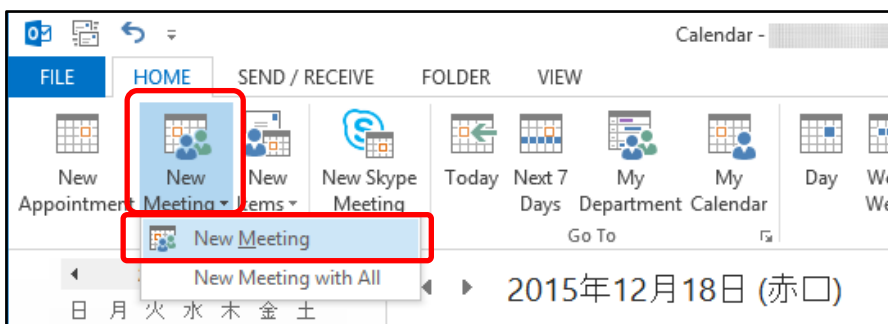 Calendar -
FILE HOME SEND / RECEIVE FOLDER VIEW
New Appointment
New Meeting
New Items
New Skype Meeting
Today
Next 7 Days
My Department
My Calendar
Day
Go To
New Meeting
New Meeting with All
日 月 火 水 木 金 土
2015年12月18日 (赤口)